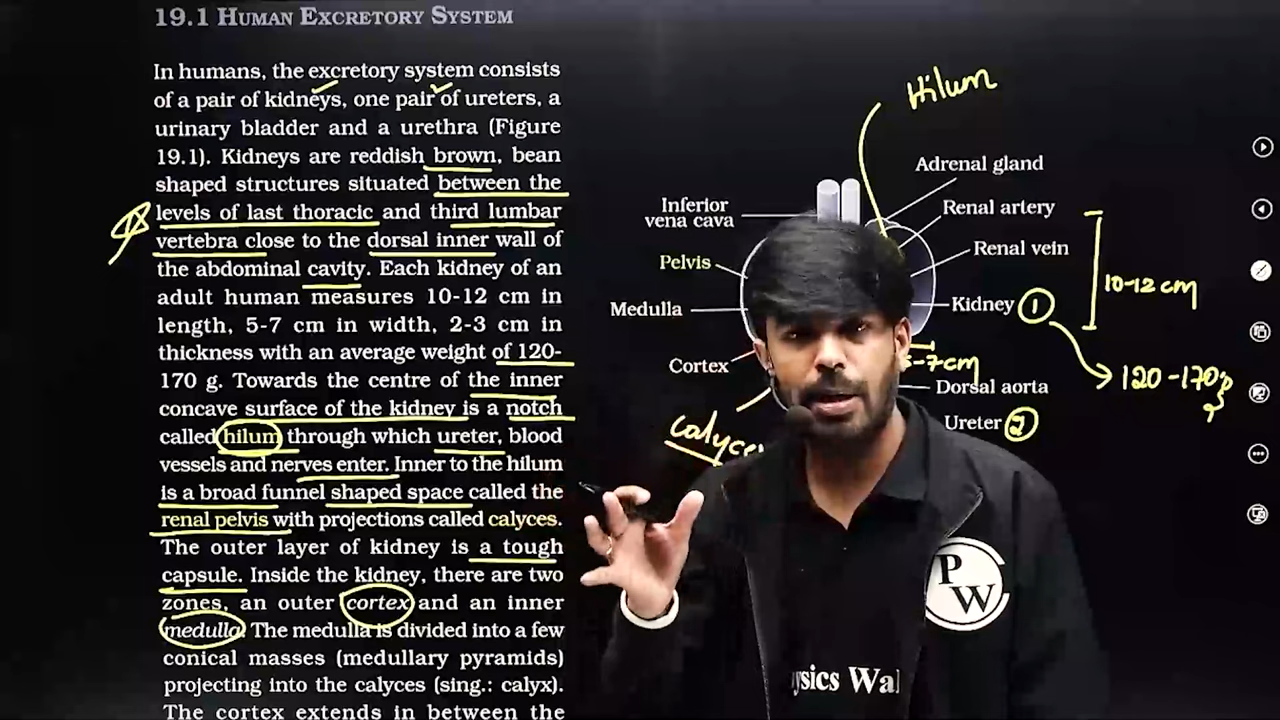 19.1 HUMAN EXCRETORY SYSTEM
In humans, the excretory system consists
of a pair of kidneys, one pair of ureters, a
urinary bladder and a urethra (Figure
19.1). Kidneys are reddish brown, bean
shaped structures situated between the
levels of last thoracic and third lumbar
vertebra close to the dorsal inner wall of
the abdominal cavity. Each kidney of an
adult human measures 10-12 cm in
length, 5-7 cm in width, 2-3 cm in
thickness with an average weight of 120-
170 g. Towards the centre of the inner
concave surface of the kidney is a notch
called hilum through which ureter, blood
vessels and nerves enter. Inner to the hilum
is a broad funnel shaped space called the
renal pelvis with projections called calyces.
The outer layer of kidney is a tough
capsule. Inside the kidney, there are two
zones, an outer cortex and an inner
medulla. The medulla is divided into a few
conical masses (medullary pyramids)
projecting into the calyces (sing.: calyx).
The cortex extends in between the
Hilum
Adrenal gland
Inferior
vena cava
Renal artery
Renal vein
Pelvis
Medulla
Kidney 1
10-12 cm
Cortex
5-7cm
Dorsal aorta
120-170g
Ureter 2
calyces
P
W
ysics Wal